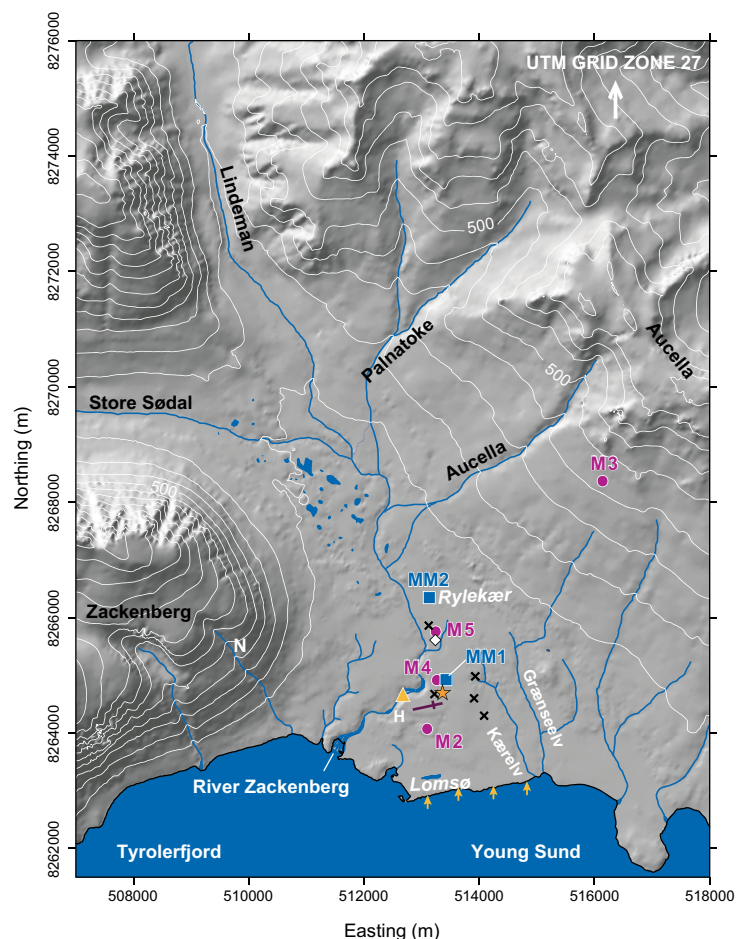 8276000
8274000
8272000
8270000
8268000
8266000
8264000
8262000
Northing (m)
UTM GRID ZONE 27
Lindeman
500
Palnatoke
Aucella
500
Store Sødal
Aucella
M3
500
MM2
Rylekær
Zackenberg
N
M5
M4
MM1
H
M2
Grænseelv
Kærelv
River Zackenberg
Lomsø
Tyrolerfjord
Young Sund
508000
510000
512000
514000
516000
518000
Easting (m)